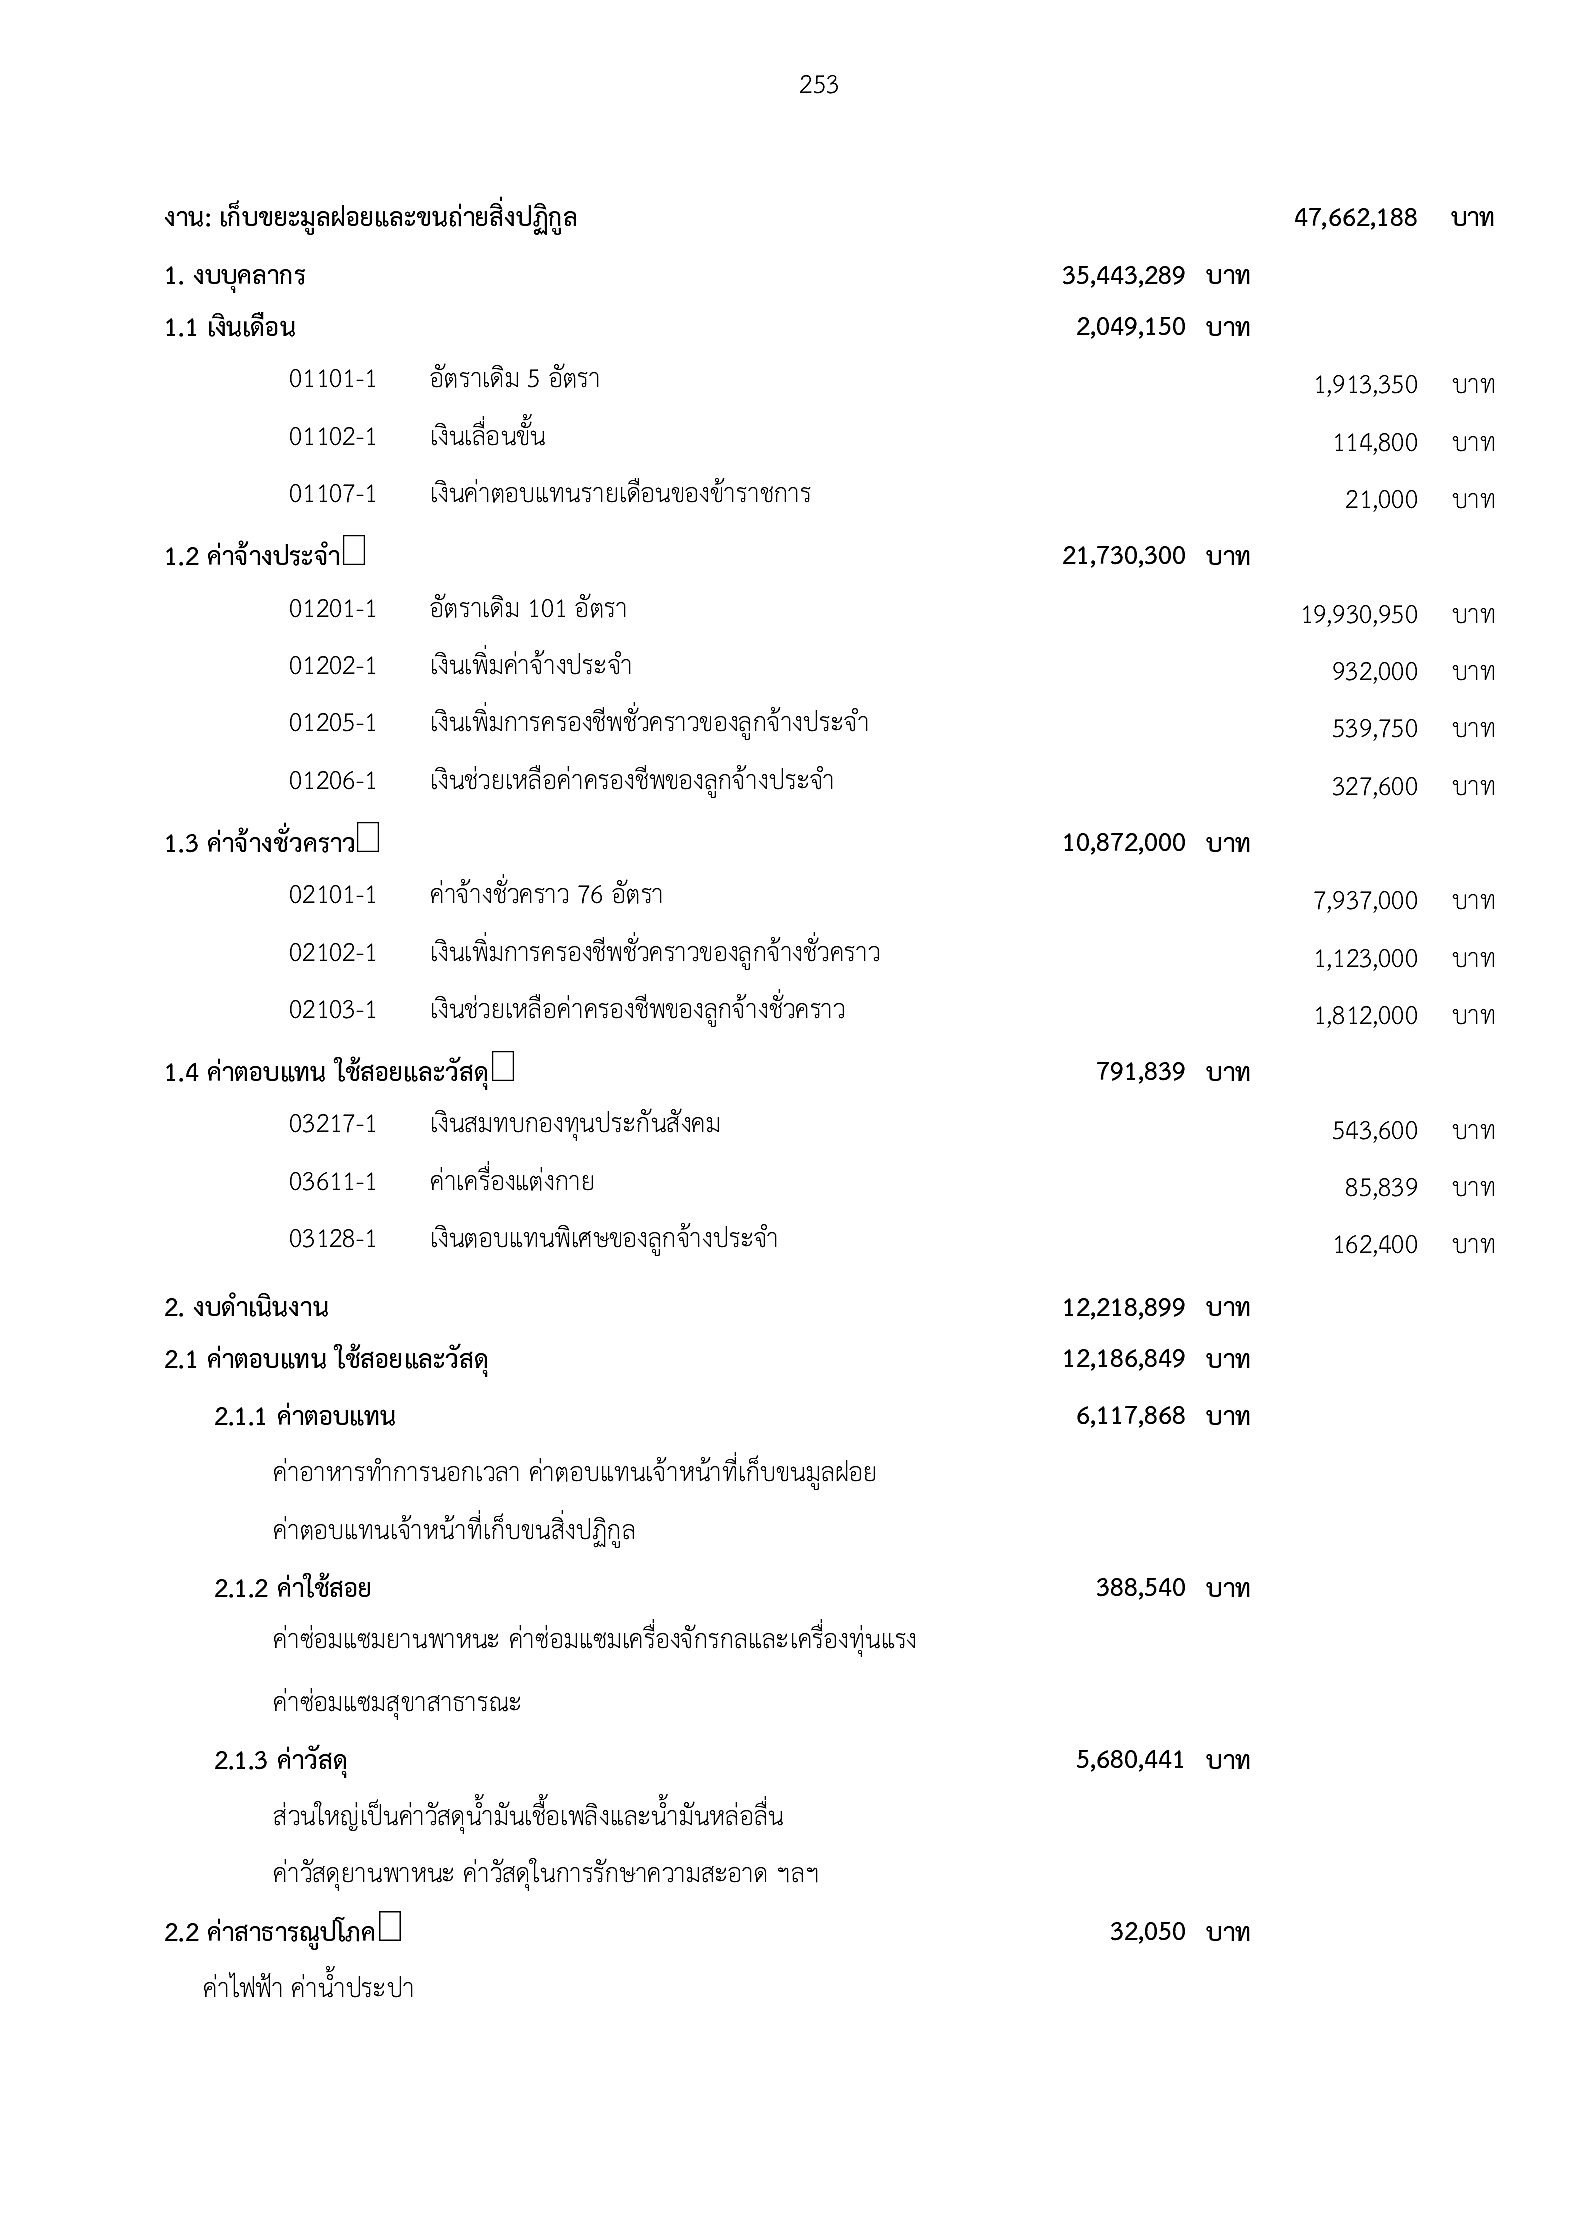 253
งาน: เก็บขยะมูลฝอยและขนถ่ายสิ่งปฏิกูล 47,662,188 บาท
1. งบบุคลากร 35,443,289 บาท
1.1 เงินเดือน 2,049,150 บาท
01101-1 อัตราเดิม 5 อัตรา 1,913,350 บาท
01102-1 เงินเลื่อนขั้น 114,800 บาท
01107-1 เงินค่าตอบแทนรายเดือนของข้าราชการ 21,000 บาท
1.2 ค่าจ้างประจำ 21,730,300 บาท
01201-1 อัตราเดิม 101 อัตรา 19,930,950 บาท
01202-1 เงินเพิ่มค่าจ้างประจำ 932,000 บาท
01205-1 เงินเพิ่มการครองชีพชั่วคราวของลูกจ้างประจำ 539,750 บาท
01206-1 เงินช่วยเหลือค่าครองชีพของลูกจ้างประจำ 327,600 บาท
1.3 ค่าจ้างชั่วคราว 10,872,000 บาท
02101-1 ค่าจ้างชั่วคราว 76 อัตรา 7,937,000 บาท
02102-1 เงินเพิ่มการครองชีพชั่วคราวของลูกจ้างชั่วคราว 1,123,000 บาท
02103-1 เงินช่วยเหลือค่าครองชีพของลูกจ้างชั่วคราว 1,812,000 บาท
1.4 ค่าตอบแทน ใช้สอยและวัสดุ 791,839 บาท
03217-1 เงินสมทบกองทุนประกันสังคม 543,600 บาท
03611-1 ค่าเครื่องแต่งกาย 85,839 บาท
03128-1 เงินตอบแทนพิเศษของลูกจ้างประจำ 162,400 บาท
2. งบดำเนินงาน 12,218,899 บาท
2.1 ค่าตอบแทน ใช้สอยและวัสดุ 12,186,849 บาท
2.1.1 ค่าตอบแทน 6,117,868 บาท
ค่าอาหารทำการนอกเวลา ค่าตอบแทนเจ้าหน้าที่เก็บขนมูลฝอย
ค่าตอบแทนเจ้าหน้าที่เก็บขนสิ่งปฏิกูล
2.1.2 ค่าใช้สอย 388,540 บาท
ค่าซ่อมแซมยานพาหนะ ค่าซ่อมแซมเครื่องจักรกลและเครื่องทุ่นแรง
ค่าซ่อมแซมสุขาสาธารณะ
2.1.3 ค่าวัสดุ 5,680,441 บาท
ส่วนใหญ่เป็นค่าวัสดุน้ำมันเชื้อเพลิงและน้ำมันหล่อลื่น
ค่าวัสดุยานพาหนะ ค่าวัสดุในการรักษาความสะอาด ฯลฯ
2.2 ค่าสาธารณูปโภค 32,050 บาท
ค่าไฟฟ้า ค่าน้ำประปา